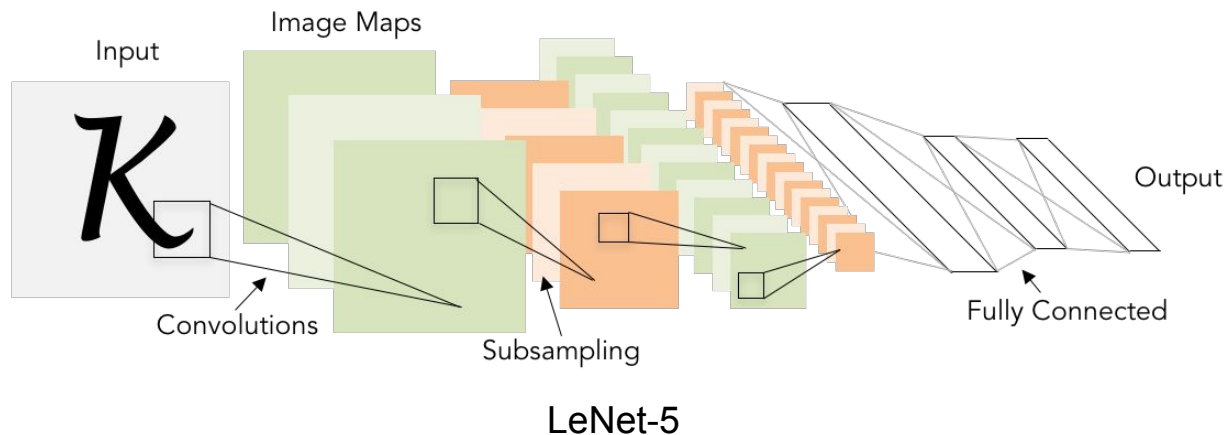 Image Maps
Input
K
Output
Convolutions
Fully Connected
Subsampling
LeNet-5